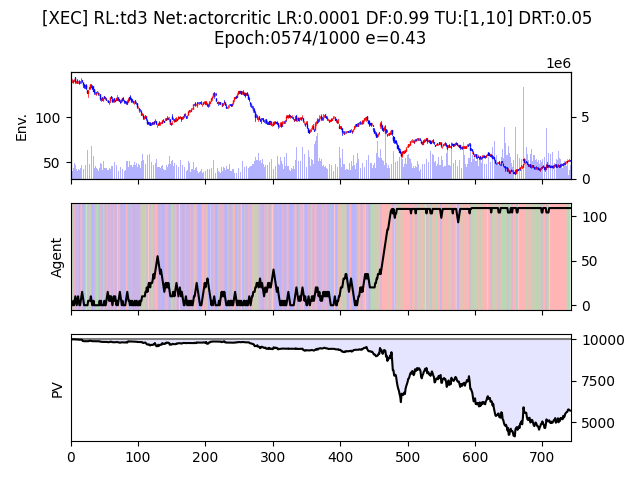 [XEC] RL:td3 Net:actorcritic LR:0.0001 DF:0.99 TU:[1,10] DRT:0.05
Epoch:0574/1000 e=0.43
1e6
Env.
100
50
5
0
Agent
100
50
0
PV
10000
7500
5000
0 100 200 300 400 500 600 700